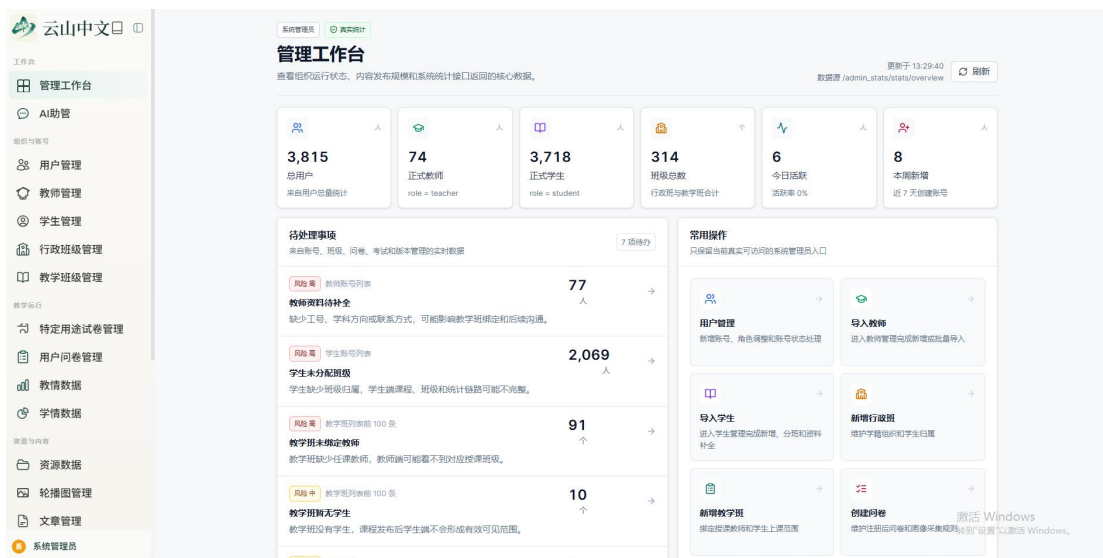 云山中文
工作台
管理工作台
AI助管
组织与账号
用户管理
教师管理
学生管理
行政班级管理
教学班级管理
教学运行
特定用途试卷管理
用户问卷管理
教情数据
学情数据
资源与内容
资源数据
轮播图管理
文章管理
系统管理员
系统管理员 真实统计
管理工作台
查看组织运行状态、内容发布规模和系统统计接口返回的核心数据。
更新于 13:29:40
数据源 /admin_stats/stats/overview
刷新
人
3,815
总用户
来自用户总量统计
人
74
正式教师
role = teacher
人
3,718
正式学生
role = student
个
314
班级总数
行政班与教学班合计
人
6
今日活跃
活跃率 0%
人
8
本周新增
近 7 天创建账号
待处理事项
来自账号、班级、问卷、考试和版本管理的实时数据
7 项待办
风险 高 教师账号列表
教师资料待补全
缺少工号、学科方向或联系方式，可能影响教学班绑定和后续沟通。
77
人
风险 高 学生账号列表
学生未分配班级
学生缺少班级归属，学生端课程、班级和统计链路可能不完整。
2,069
人
风险 高 教学班列表前 100 条
教学班未绑定教师
教学班缺少任课教师，教师端可能看不到对应授课班级。
91
个
风险 中 教学班列表前 100 条
教学班暂无学生
教学班没有学生，课程发布后学生端不会形成有效可见范围。
10
个
常用操作
只保留当前真实可访问的系统管理员入口
用户管理
新增账号、角色调整和账号状态处理
导入教师
进入教师管理完成新增或批量导入
导入学生
进入学生管理完成新增、分班和资料
补全
新增行政班
维护学籍组织和学生归属
新增教学班
绑定授课教师和学生上课范围
创建问卷
维护注册后问卷和画像采集规则
激活 Windows
转到"设置"以激活 Windows。